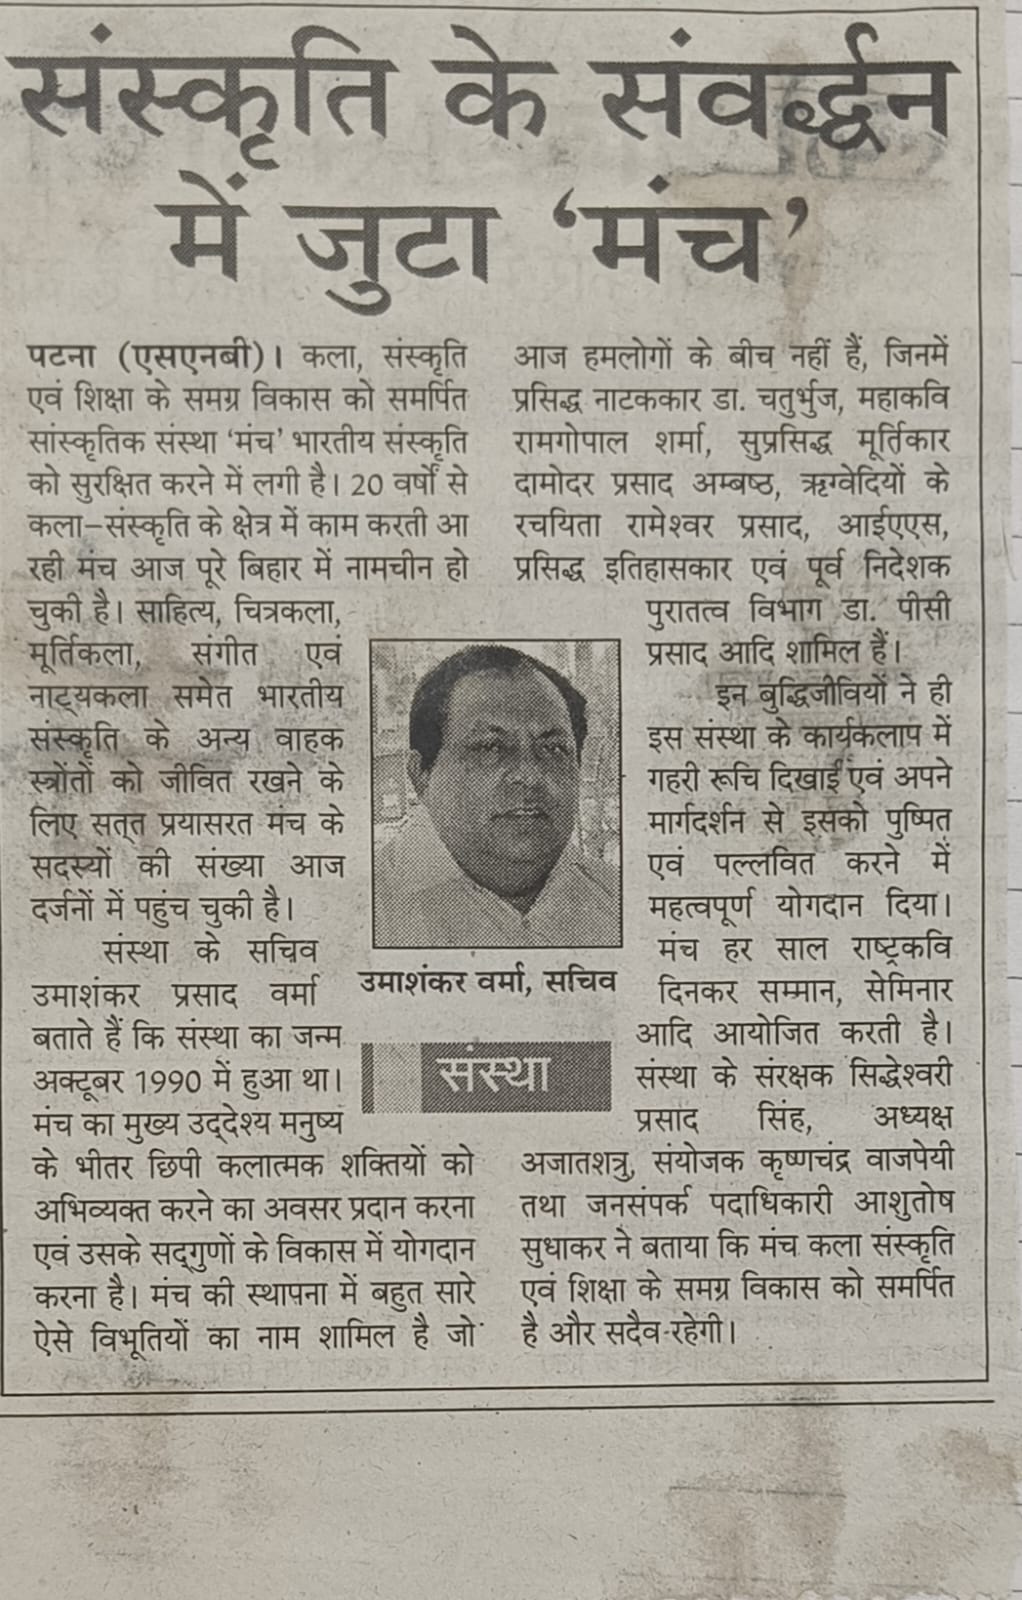 संस्कृति के संवर्द्धन
में जुटा ‘मंच’
पटना (एसएनबी)। कला, संस्कृति
एवं शिक्षा के समग्र विकास को समर्पित
सांस्कृतिक संस्था ‘मंच’ भारतीय संस्कृति
को सुरक्षित करने में लगी है। 20 वर्षों से
कला–संस्कृति के क्षेत्र में काम करती आ
रही मंच आज पूरे बिहार में नामचीन हो
चुकी है। साहित्य, चित्रकला,
मूर्तिकला, संगीत एवं
नाट्यकला समेत भारतीय
संस्कृति के अन्य वाहक
स्त्रोंतों को जीवित रखने के
लिए सत्त् प्रयासरत मंच के
सदस्यों की संख्या आज
दर्जनों में पहुंच चुकी है।
संस्था के सचिव
उमाशंकर प्रसाद वर्मा
बताते हैं कि संस्था का जन्म
अक्टूबर 1990 में हुआ था।
मंच का मुख्य उद्देश्य मनुष्य
के भीतर छिपी कलात्मक शक्तियों को
अभिव्यक्त करने का अवसर प्रदान करना
एवं उसके सद्गुणों के विकास में योगदान
करना है। मंच की स्थापना में बहुत सारे
ऐसे विभूतियों का नाम शामिल है जो
उमाशंकर वर्मा, सचिव
संस्था
आज हमलोगों के बीच नहीं हैं, जिनमें
प्रसिद्ध नाटककार डा. चतुर्भुज, महाकवि
रामगोपाल शर्मा, सुप्रसिद्ध मूर्तिकार
दामोदर प्रसाद अम्बष्ठ, ऋग्वेदियों के
रचयिता रामेश्वर प्रसाद, आईएएस,
प्रसिद्ध इतिहासकार एवं पूर्व निदेशक
पुरातत्व विभाग डा. पीसी
प्रसाद आदि शामिल हैं।
इन बुद्धिजीवियों ने ही
इस संस्था के कार्यकलाप में
गहरी रूचि दिखाई एवं अपने
मार्गदर्शन से इसको पुष्पित
एवं पल्लवित करने में
महत्वपूर्ण योगदान दिया।
मंच हर साल राष्ट्रकवि
दिनकर सम्मान, सेमिनार
आदि आयोजित करती है।
संस्था के संरक्षक सिद्धेश्वरी
प्रसाद सिंह, अध्यक्ष
अजातशत्रु, संयोजक कृष्णचंद्र वाजपेयी
तथा जनसंपर्क पदाधिकारी आशुतोष
सुधाकर ने बताया कि मंच कला संस्कृति
एवं शिक्षा के समग्र विकास को समर्पित
है और सदैव रहेगी।